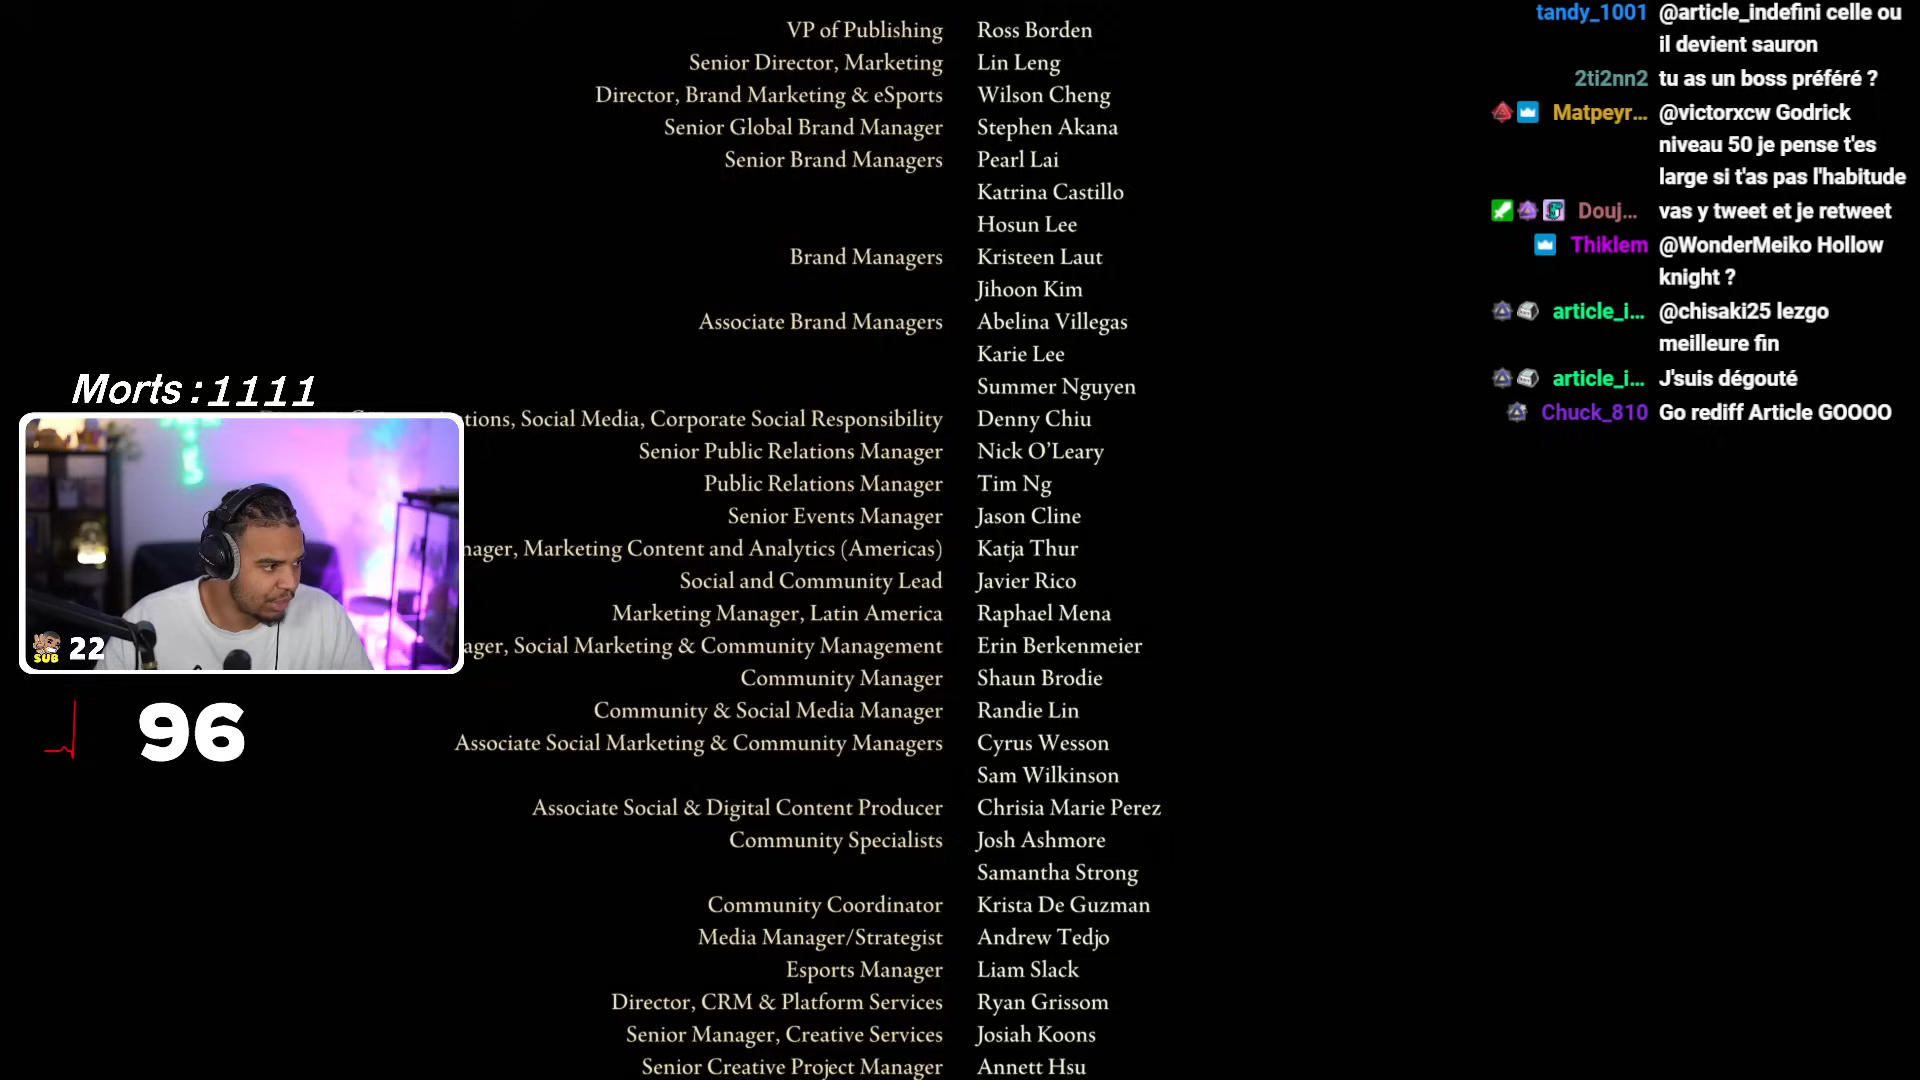 VP of Publishing Ross Borden
Senior Director, Marketing Lin Leng
Director, Brand Marketing & eSports Wilson Cheng
Senior Global Brand Manager Stephen Akana
Senior Brand Managers Pearl Lai
Katrina Castillo
Hosun Lee
Brand Managers Kristeen Laut
Jihoon Kim
Associate Brand Managers Abelina Villegas
Karie Lee
Summer Nguyen
tions, Social Media, Corporate Social Responsibility Denny Chiu
Senior Public Relations Manager Nick O'Leary
Public Relations Manager Tim Ng
Senior Events Manager Jason Cline
nager, Marketing Content and Analytics (Americas) Katja Thur
Social and Community Lead Javier Rico
Marketing Manager, Latin America Raphael Mena
ager, Social Marketing & Community Management Erin Berkenmeier
Community Manager Shaun Brodie
Community & Social Media Manager Randie Lin
Associate Social Marketing & Community Managers Cyrus Wesson
Sam Wilkinson
Associate Social & Digital Content Producer Chrisia Marie Perez
Community Specialists Josh Ashmore
Samantha Strong
Community Coordinator Krista De Guzman
Media Manager/Strategist Andrew Tedjo
Esports Manager Liam Slack
Director, CRM & Platform Services Ryan Grissom
Senior Manager, Creative Services Josiah Koons
Senior Creative Project Manager Annett Hsu
Morts : 1111
SUB 22
96
tandy_1001 @article_indefini celle ou
il devient sauron
2ti2nn2 tu as un boss préféré ?
Matpeyr... @victorxcw Godrick
niveau 50 je pense t'es
large si t'as pas l'habitude
Douj... vas y tweet et je retweet
Thiklem @WonderMeiko Hollow
knight ?
article_i... @chisaki25 lezgo
meilleure fin
article_i... J'suis dégouté
Chuck_810 Go rediff Article GOOOO